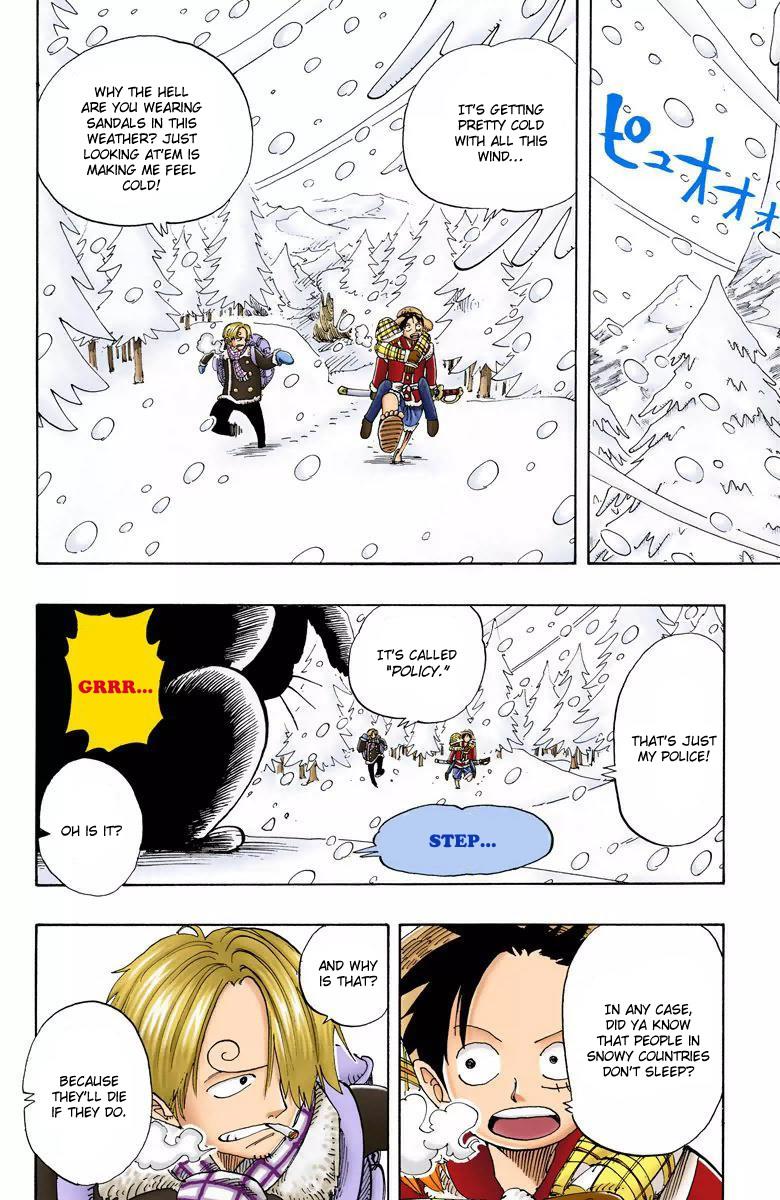 ピュオオオオ
IT'S GETTING
PRETTY COLD
WITH ALL THIS
WIND...
WHY THE HELL
ARE YOU WEARING
SANDALS IN THIS
WEATHER? JUST
LOOKING AT'EM IS
MAKING ME FEEL
COLD!
THAT'S JUST
MY POLICE!
IT'S CALLED
"POLICY."
OH IS IT?
STEP...
GRRR...
IN ANY CASE,
DID YA KNOW
THAT PEOPLE IN
SNOWY COUNTRIES
DON'T SLEEP?
AND WHY
IS THAT?
BECAUSE
THEY'LL DIE
IF THEY DO.